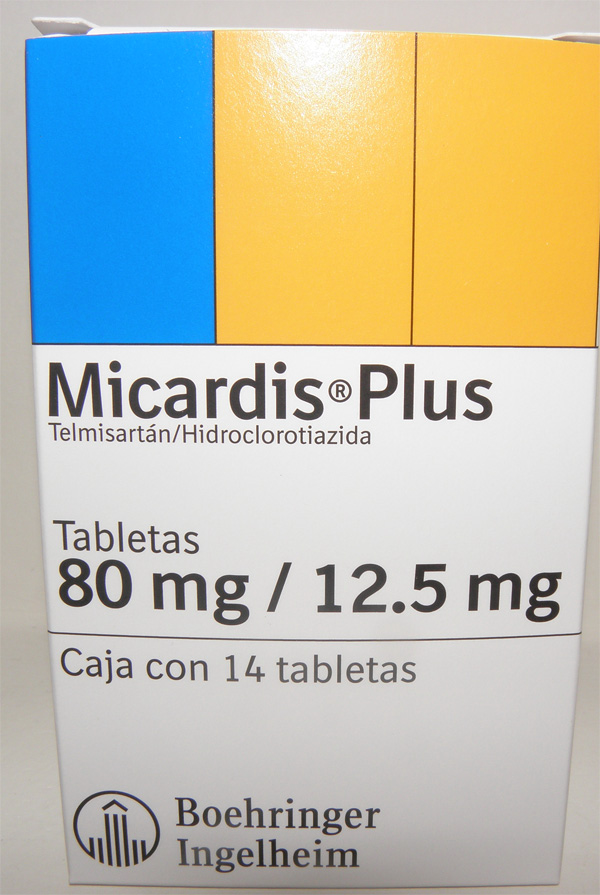 Micardis®Plus
Telmisartán/Hidroclorotiazida
Tabletas
80 mg / 12.5 mg
Caja con 14 tabletas
Boehringer
Ingelheim